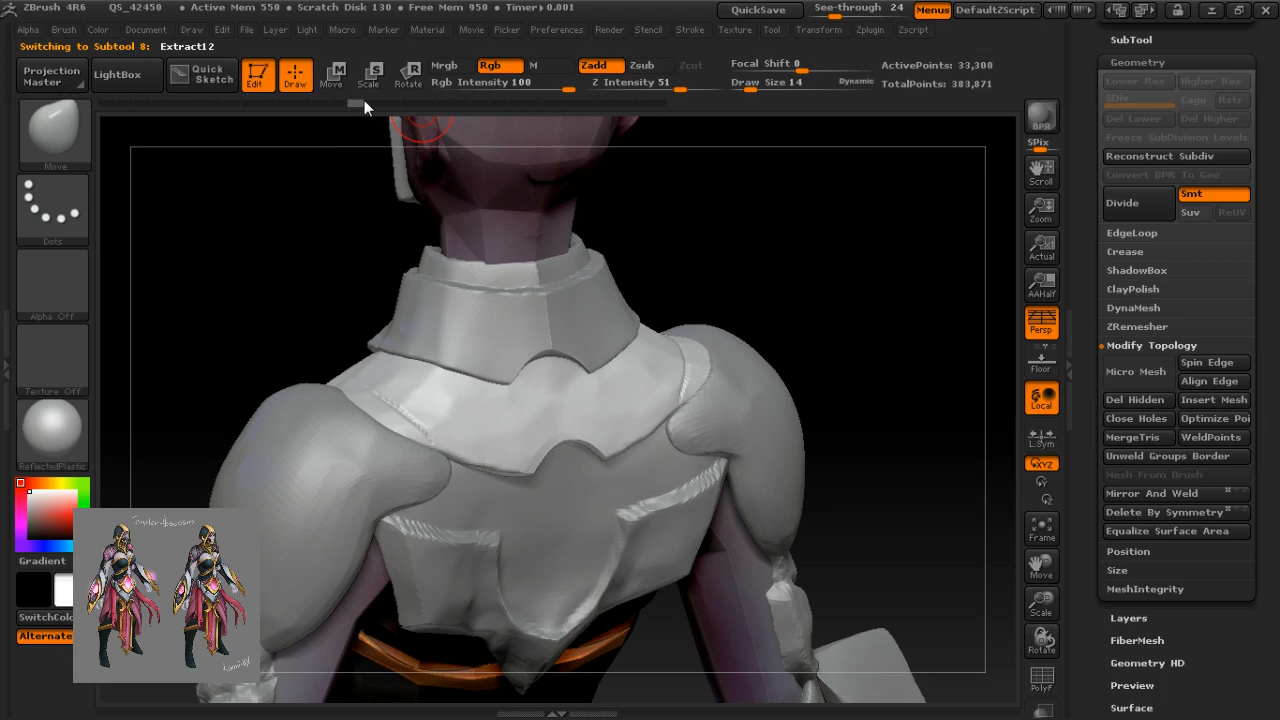 ZBrush 4R6 QS_42450 • Active Mem 550 • Scratch Disk 130 • Free Mem 950 • Timer▸0.001 QuickSave See-through 24 Menus DefaultZScript
Alpha Brush Color Document Draw Edit File Layer Light Macro Marker Material Movie Picker Preferences Render Stencil Stroke Texture Tool Transform Zplugin Zscript
Switching to Subtool 8: Extract12
Projection Master
LightBox
Quick Sketch
Edit
Draw
Move
Scale
Rotate
Mrgb Rgb M
Rgb Intensity 100
Zadd Zsub Zcut
Z Intensity 51
Focal Shift 0
Draw Size 14 Dynamic
ActivePoints: 33,300
TotalPoints: 383,871
Move
Dots
Alpha Off
Texture Off
ReflectedPlastic
Gradient
SwitchColo
Alternate
BPR
SPix
Scroll
Zoom
Actual
AAHalf
Persp
Floor
Local
L.Sym
XYZ
Frame
Move
Scale
Rotate
PolyF
SubTool
Geometry
Lower Res Higher Res
SDiv Cage Rstr
Del Lower Del Higher
Freeze SubDivision Levels
Reconstruct Subdiv
Convert BPR To Geo
Divide Smt
Suv ReUV
EdgeLoop
Crease
ShadowBox
ClayPolish
DynaMesh
ZRemesher
Modify Topology
Micro Mesh Spin Edge
Align Edge
Del Hidden Insert Mesh
Close Holes Optimize Poi
MergeTris WeldPoints
Unweld Groups Border
Mesh From Brush
Mirror And Weld
Delete By Symmetry
Equalize Surface Area
Position
Size
MeshIntegrity
Layers
FiberMesh
Geometry HD
Preview
Surface